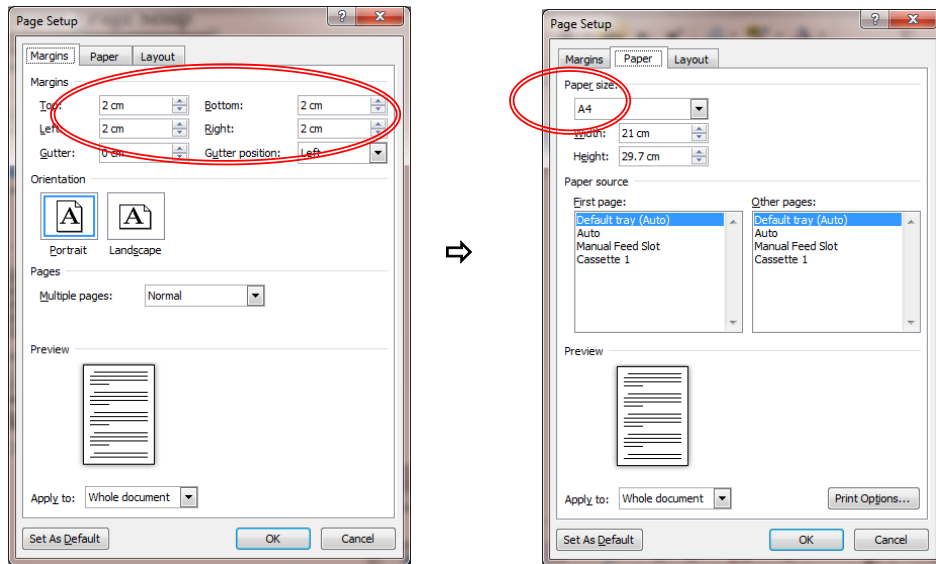 Page Setup
Margins Paper Layout
Margins
Top: 2 cm Bottom: 2 cm
Left: 2 cm Right: 2 cm
Gutter: 0 cm Gutter position: Left
Orientation
A A
Portrait Landscape
Pages
Multiple pages: Normal
Preview
Apply to: Whole document
Set As Default OK Cancel
⇨
Page Setup
Margins Paper Layout
Paper size:
A4
Width: 21 cm
Height: 29.7 cm
Paper source
First page: Other pages:
Default tray (Auto) Default tray (Auto)
Auto Auto
Manual Feed Slot Manual Feed Slot
Cassette 1 Cassette 1
Preview
Apply to: Whole document Print Options...
Set As Default OK Cancel